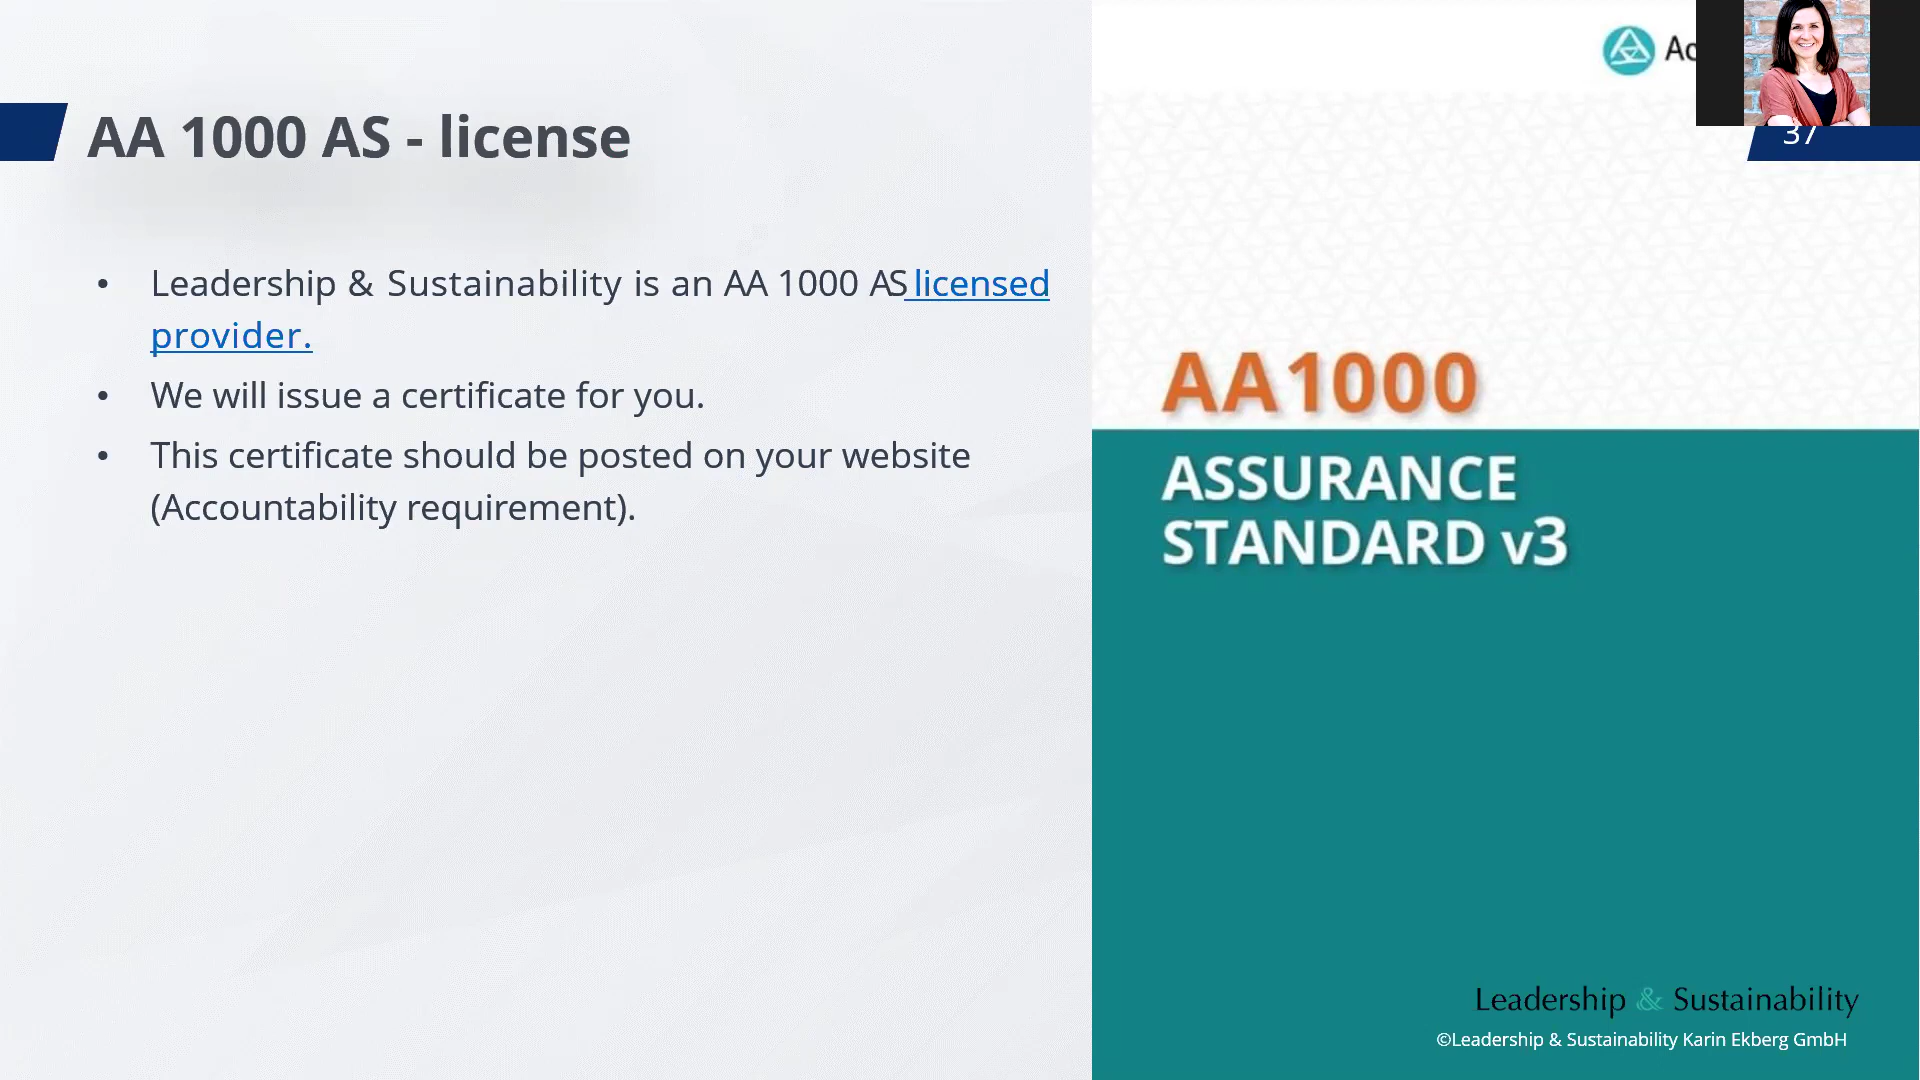 AA 1000 AS - license
• Leadership & Sustainability is an AA 1000 AS licensed
provider.
• We will issue a certificate for you.
• This certificate should be posted on your website
(Accountability requirement).
37
AA1000
ASSURANCE
STANDARD v3
Leadership & Sustainability
©Leadership & Sustainability Karin Ekberg GmbH